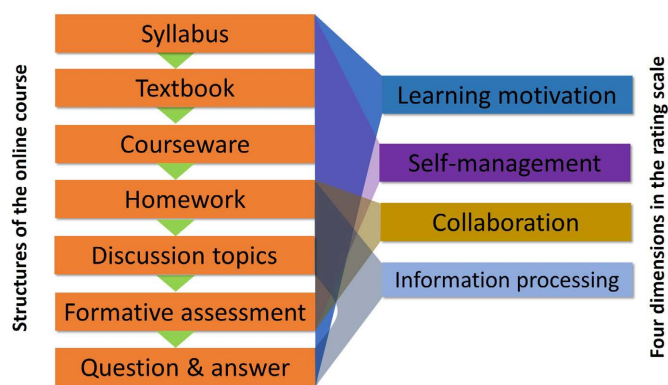 Structures of the online course
Syllabus
Textbook
Courseware
Homework
Discussion topics
Formative assessment
Question & answer
Learning motivation
Self-management
Collaboration
Information processing
Four dimensions in the rating scale